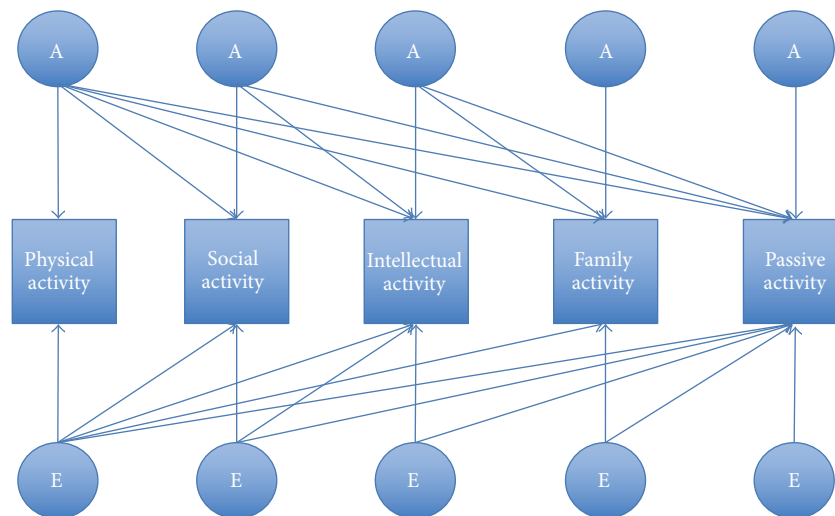 A A A A A
Physical Social Intellectual Family Passive
activity activity activity activity activity
E E E E E